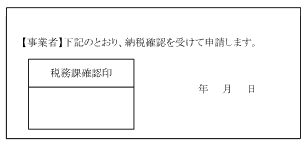 【事業者】下記のとおり、納税確認を受けて申請します。
税務課確認印
年 月 日